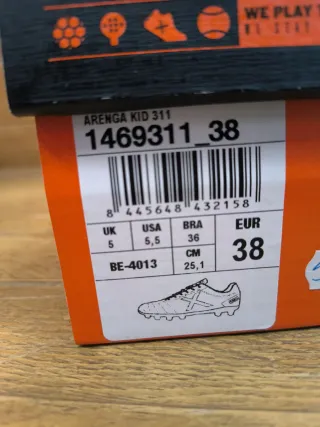 WE PLAY
ARENGA KID 311
1469311_38
8 445648 432158
UK
5
USA
5,5
BRA
36
EUR
38
BE-4013
CM
25,1